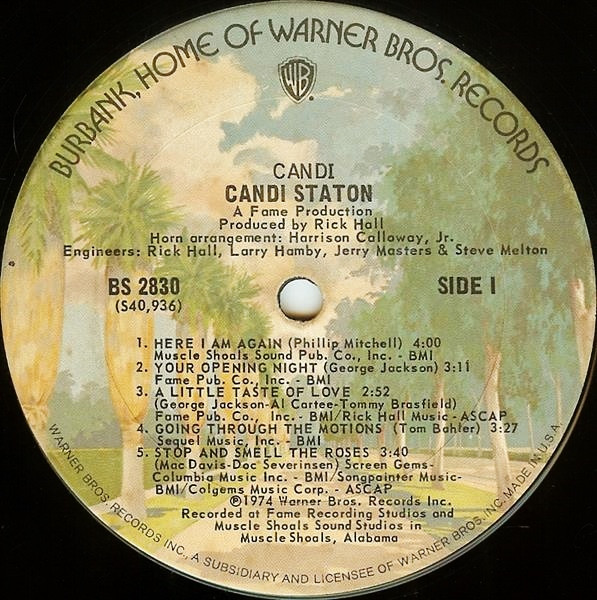 BURBANK, HOME OF WARNER BROS. RECORDS
WB
CANDI
CANDI STATON
A Fame Production
Produced by Rick Hall
Horn arrangement: Harrison Calloway, Jr.
Engineers: Rick Hall, Larry Hamby, Jerry Masters & Steve Melton
BS 2830
SIDE 1
(S40,936)
1. HERE I AM AGAIN (Phillip Mitchell) 4:00
Muscle Shoals Sound Pub. Co., Inc. - BMI
2. YOUR OPENING NIGHT (George Jackson) 3:11
Fame Pub. Co., Inc. - BMI
3. A LITTLE TASTE OF LOVE 2:52
(George Jackson-Al Cartee-Tommy Brasfield)
Fame Pub. Co., Inc. - BMI/Rick Hall Music - ASCAP
4. GOING THROUGH THE MOTIONS (Tom Bahler) 3:27
Sequel Music, Inc. - BMI
5. STOP AND SMELL THE ROSES 3:40
(Mac Davis-Doc Severinsen) Screen Gems-
Columbia Music Inc. - BMI/Songpainter Music-
BMI/Colgems Music Corp. - ASCAP
℗1974 Warner Bros. Records Inc.
Recorded at Fame Recording Studios and
Muscle Shoals Sound Studios in
Muscle Shoals, Alabama
WARNER BROS. RECORDS INC., A SUBSIDIARY AND LICENSEE OF WARNER BROS. INC. MADE IN U.S.A.